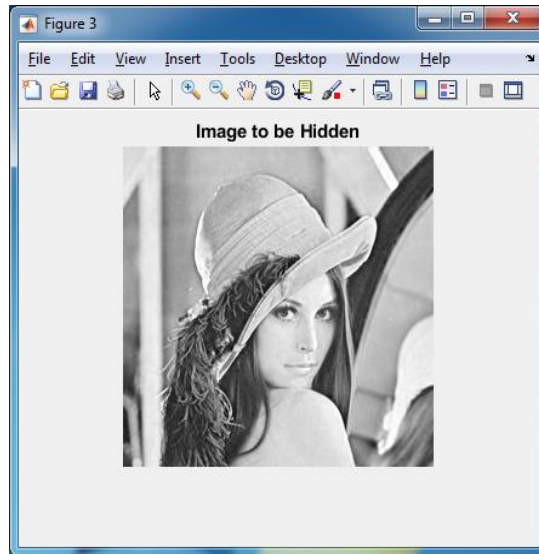 Figure 3
File Edit View Insert Tools Desktop Window Help
Image to be Hidden